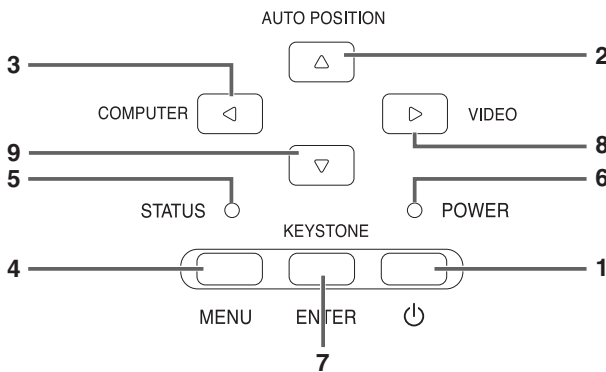 AUTO POSITION
2
3
COMPUTER
VIDEO
8
9
5
6
STATUS
POWER
KEYSTONE
4
1
MENU
ENTER
7